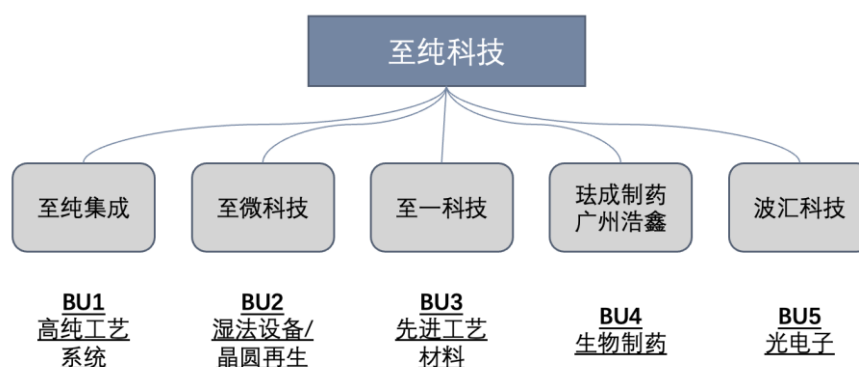 至纯科技
至纯集成
至微科技
至一科技
珐成制药
广州浩鑫
波汇科技
BU1
高纯工艺
系统
BU2
湿法设备/
晶圆再生
BU3
先进工艺
材料
BU4
生物制药
BU5
光电子